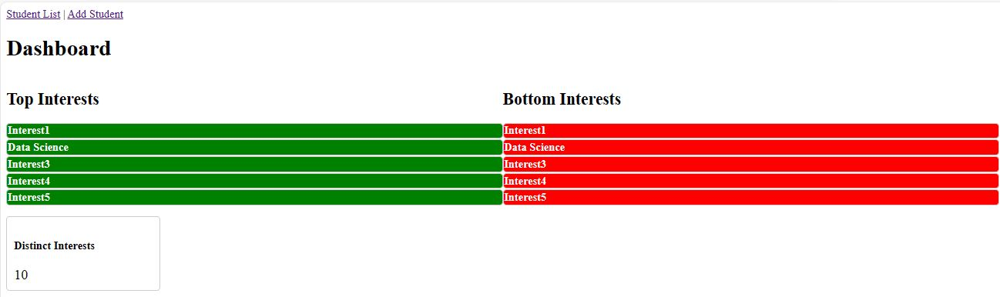 Student List | Add Student
Dashboard
Top Interests
Interest1
Data Science
Interest3
Interest4
Interest5
Bottom Interests
Interest1
Data Science
Interest3
Interest4
Interest5
Distinct Interests
10